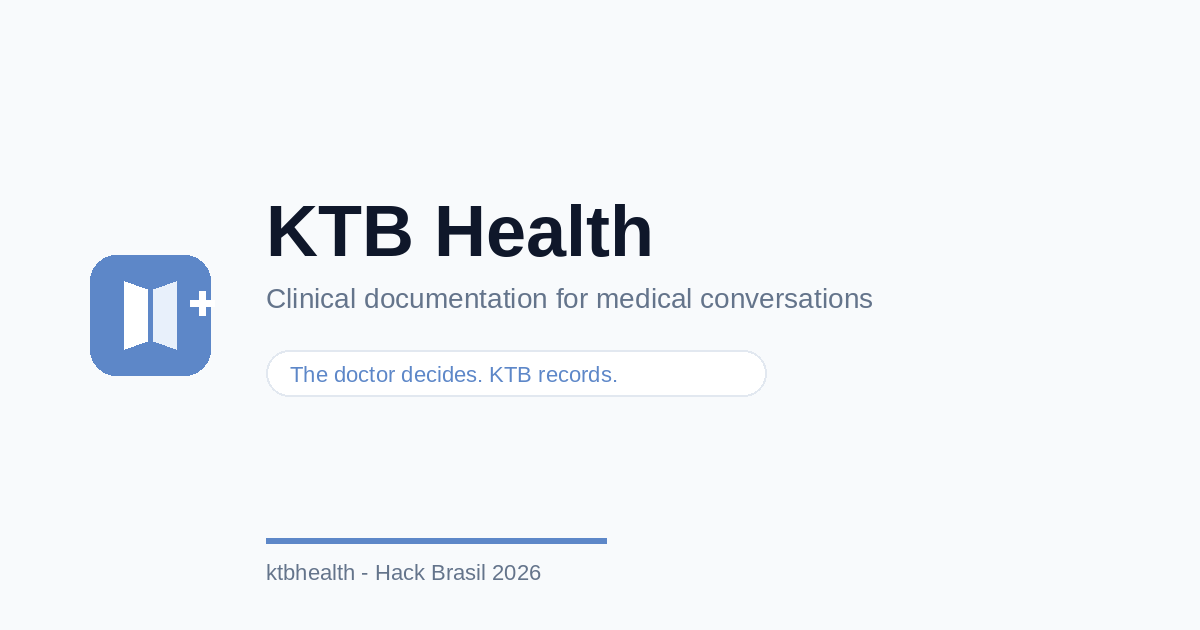 KTB Health
Clinical documentation for medical conversations
The doctor decides. KTB records.
ktbhealth - Hack Brasil 2026